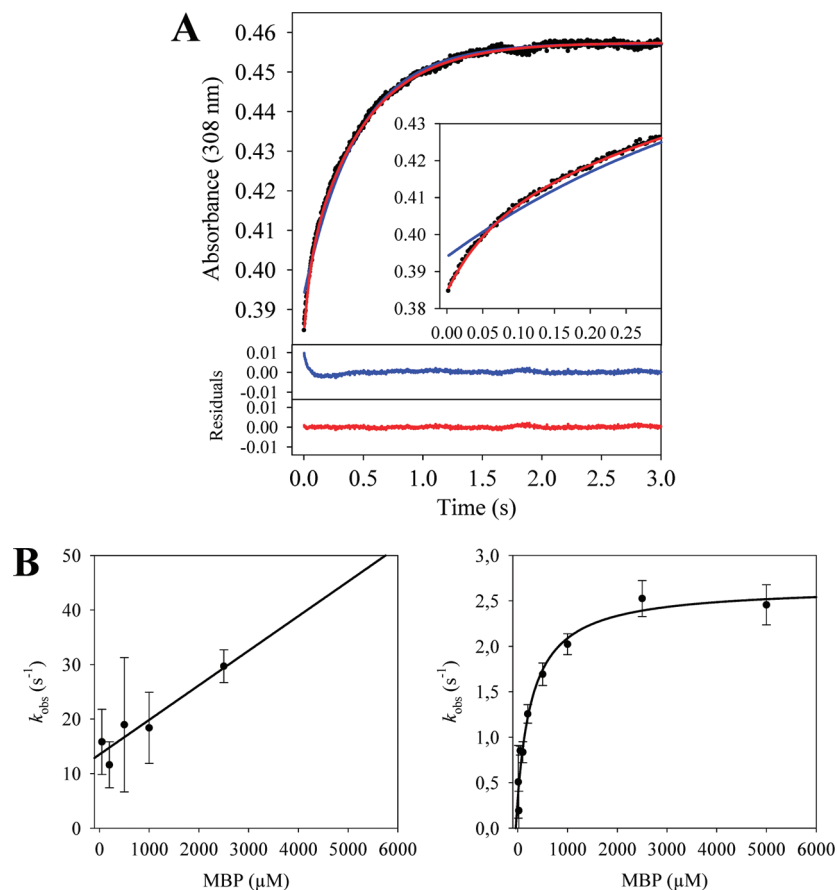 A
Absorbance (308 nm)
0.46
0.45
0.44
0.43
0.42
0.41
0.40
0.39
0.43
0.42
0.41
0.40
0.39
0.38
0.00 0.05 0.10 0.15 0.20 0.25
Residuals
0.01
0.00
-0.01
0.01
0.00
-0.01
0.0 0.5 1.0 1.5 2.0 2.5 3.0
Time (s)
B
kobs (s-1)
50
40
30
20
10
0
0 1000 2000 3000 4000 5000 6000
MBP (µM)
kobs (s-1)
3,0
2,5
2,0
1,5
1,0
0,5
0,0
0 1000 2000 3000 4000 5000 6000
MBP (µM)